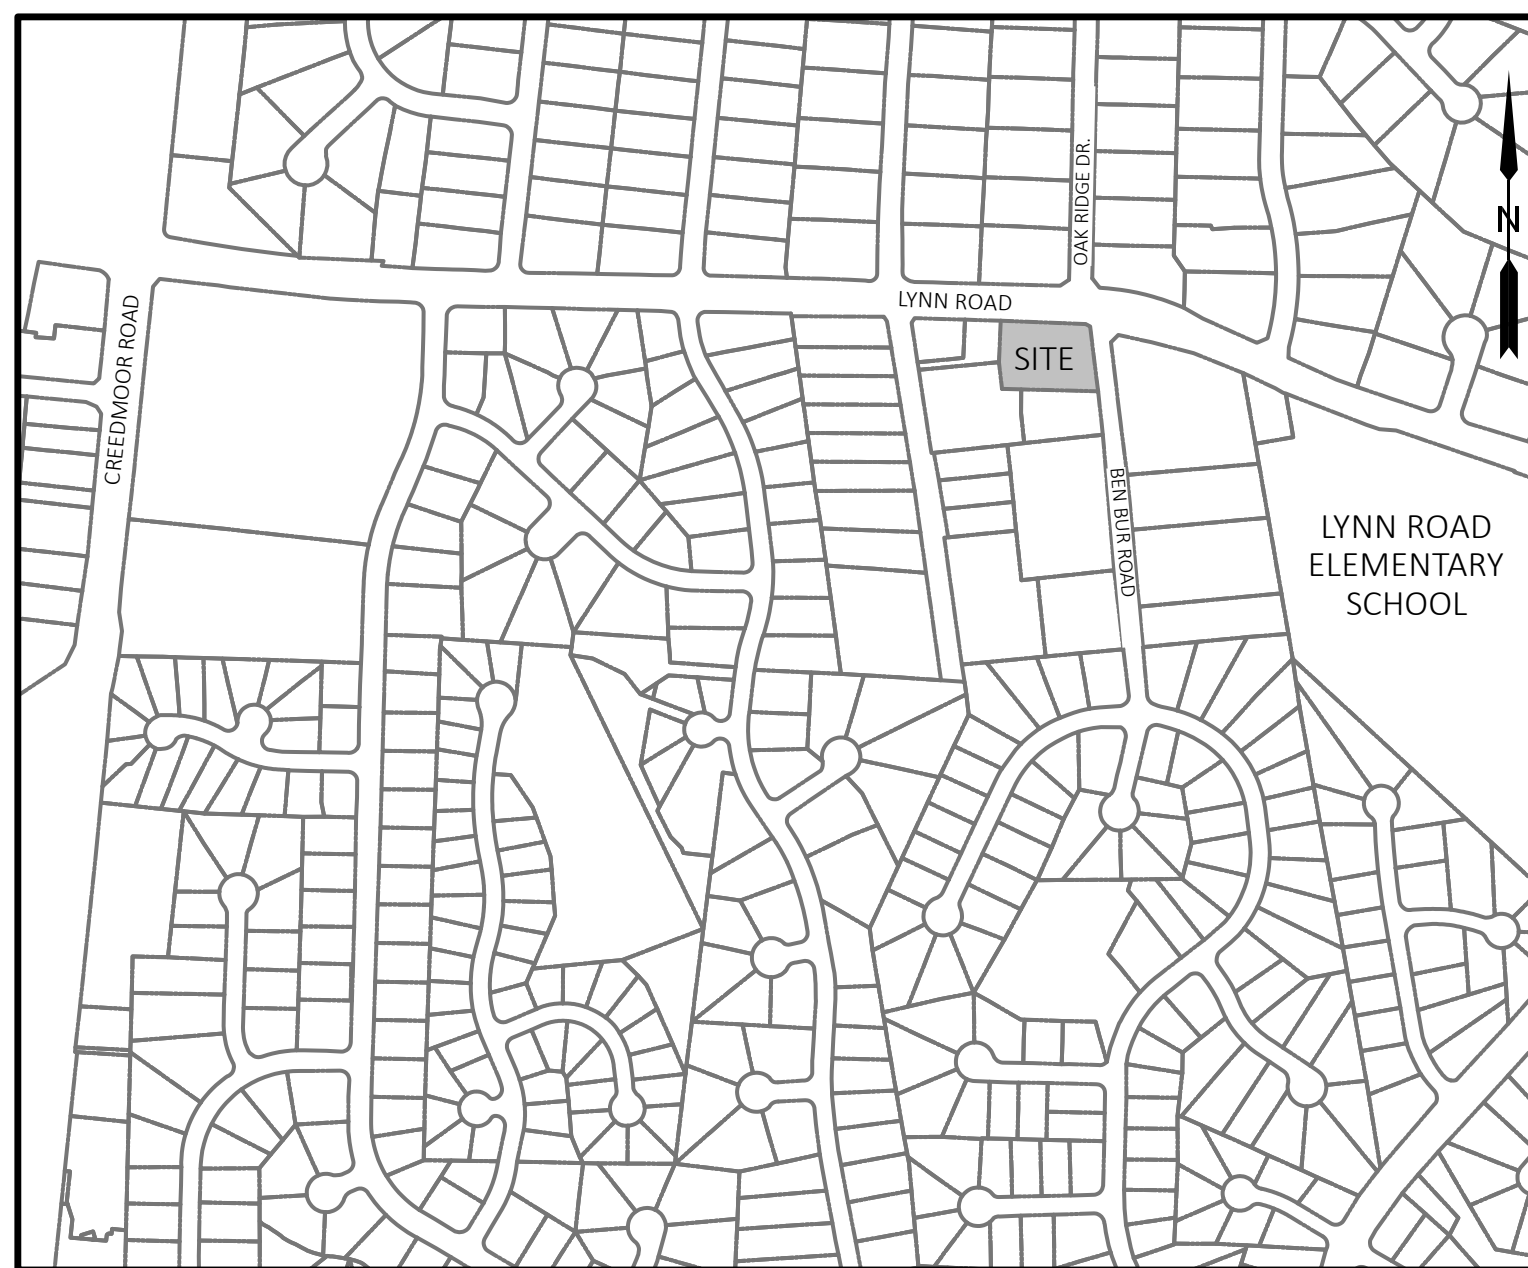 OAK RIDGE DR.
N
LYNN ROAD
CREEDMOOR ROAD
SITE
BEN BUR ROAD
LYNN ROAD
ELEMENTARY
SCHOOL